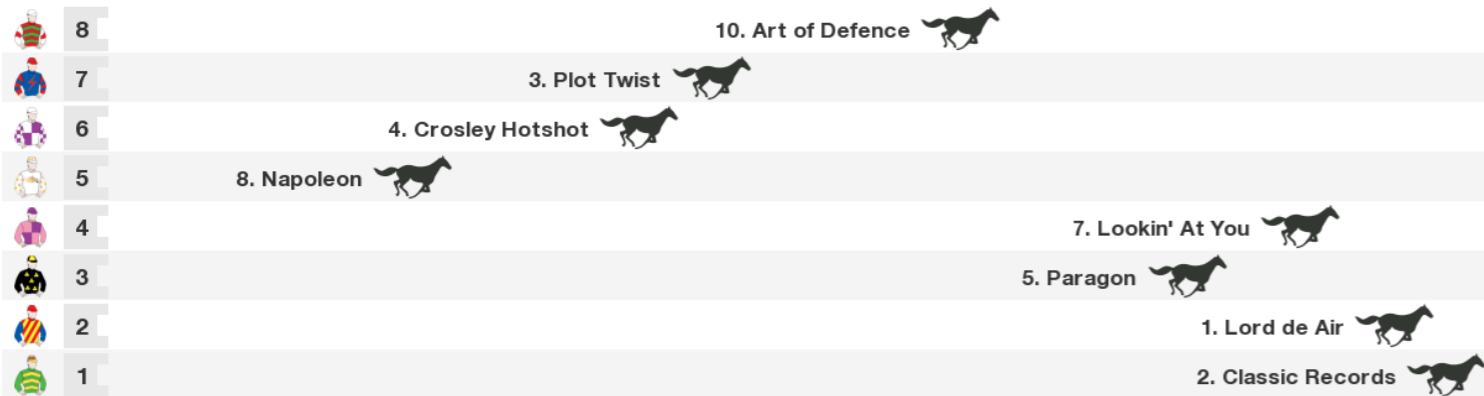 8 10. Art of Defence
7 3. Plot Twist
6 4. Crosley Hotshot
5 8. Napoleon
4 7. Lookin' At You
3 5. Paragon
2 1. Lord de Air
1 2. Classic Records